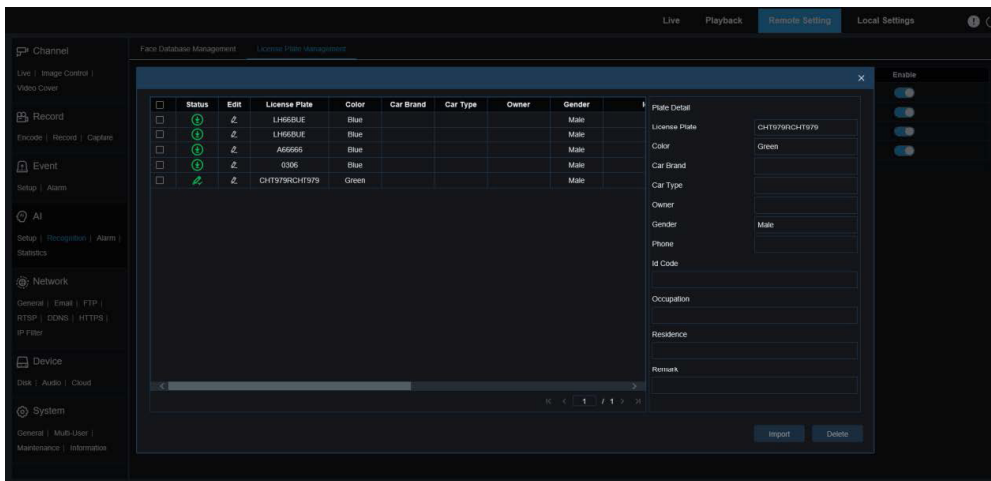 Live Playback Remote Setting Local Settings
Channel
Live | Image Control |
Video Cover
Record
Encode | Record | Capture
Event
Setup | Alarm
AI
Setup | Recognition | Alarm |
Statistics
Network
General | Email | FTP |
RTSP | DDNS | HTTPS |
IP Filter
Device
Disk | Audio | Cloud
System
General | Multi-User |
Maintenance | Information
Face Database Management License Plate Management
Enable
Status Edit License Plate Color Car Brand Car Type Owner Gender
LH66BUE Blue Male
LH66BUE Blue Male
A66666 Blue Male
0306 Blue Male
CHT979RCHT979 Green Male
1 / 1
Plate Detail
License Plate CHT979RCHT979
Color Green
Car Brand
Car Type
Owner
Gender Male
Phone
Id Code
Occupation
Residence
Remark
Import Delete